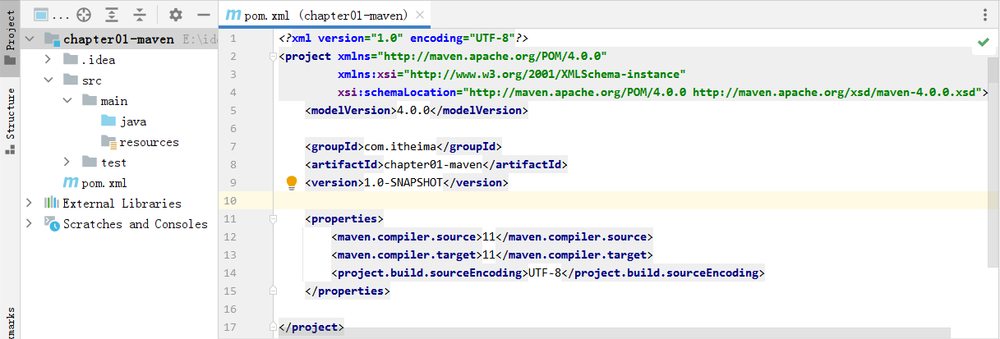 Project
Structure
marks
...
chapter01-maven E:\id
.idea
src
main
java
resources
test
pom.xml
External Libraries
Scratches and Consoles
pom.xml (chapter01-maven)
1 <?xml version="1.0" encoding="UTF-8"?>
2 <project xmlns="http://maven.apache.org/POM/4.0.0"
3 xmlns:xsi="http://www.w3.org/2001/XMLSchema-instance"
4 xsi:schemaLocation="http://maven.apache.org/POM/4.0.0 http://maven.apache.org/xsd/maven-4.0.0.xsd">
5 <modelVersion>4.0.0</modelVersion>
6
7 <groupId>com.itheima</groupId>
8 <artifactId>chapter01-maven</artifactId>
9 <version>1.0-SNAPSHOT</version>
10
11 <properties>
12 <maven.compiler.source>11</maven.compiler.source>
13 <maven.compiler.target>11</maven.compiler.target>
14 <project.build.sourceEncoding>UTF-8</project.build.sourceEncoding>
15 </properties>
16
17 </project>